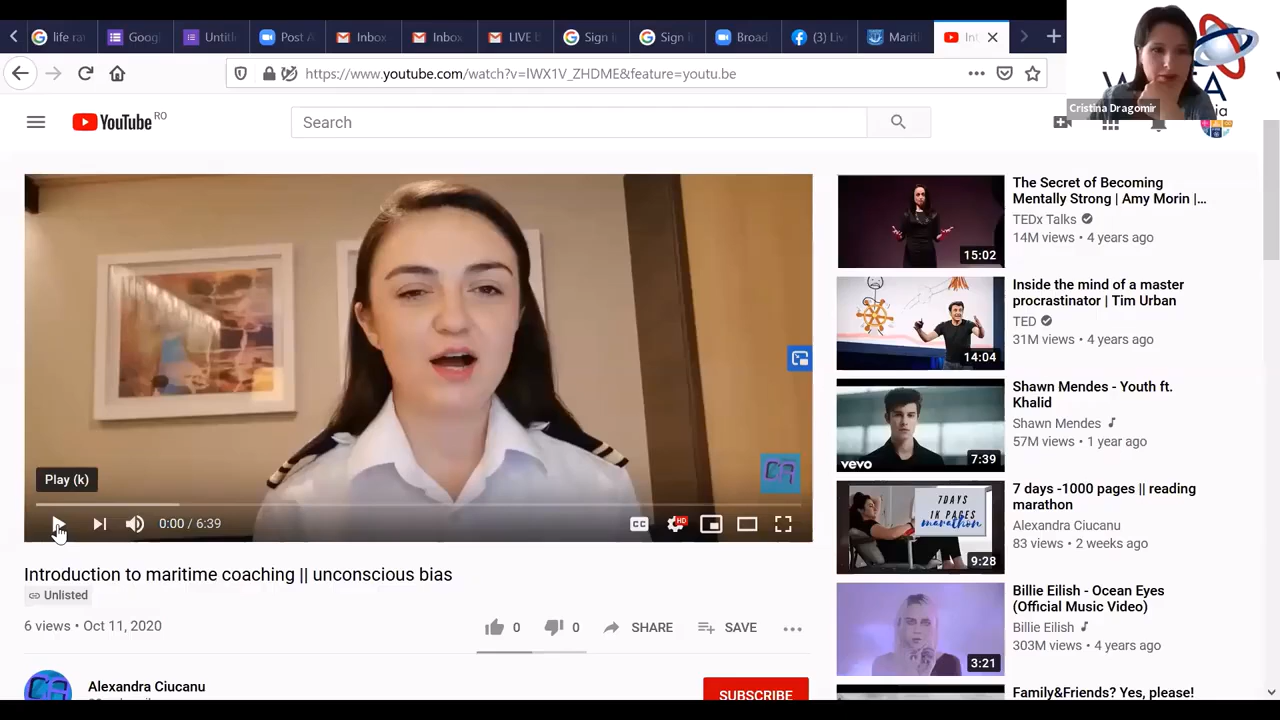 life ra
Goog
Untitl
Post A
Inbox
Inbox
LIVE E
Sign i
Sign i
Broad
(3) Liv
Marit
Int
https://www.youtube.com/watch?v=lWX1V_ZHDME&feature=youtu.be
Cristina Dragomir
YouTube RO
Search
Play (k)
0:00 / 6:39
CC
HD
Introduction to maritime coaching || unconscious bias
Unlisted
6 views • Oct 11, 2020
0
0
SHARE
SAVE
Alexandra Ciucanu
SUBSCRIBE
The Secret of Becoming
Mentally Strong | Amy Morin |...
TEDx Talks
14M views • 4 years ago
15:02
Inside the mind of a master
procrastinator | Tim Urban
TED
31M views • 4 years ago
14:04
Shawn Mendes - Youth ft.
Khalid
Shawn Mendes
57M views • 1 year ago
vevo
7:39
7 days -1000 pages || reading
marathon
Alexandra Ciucanu
83 views • 2 weeks ago
7DAYS
1K PAGES
marathon
9:28
Billie Eilish - Ocean Eyes
(Official Music Video)
Billie Eilish
303M views • 4 years ago
3:21
Family&Friends? Yes, please!